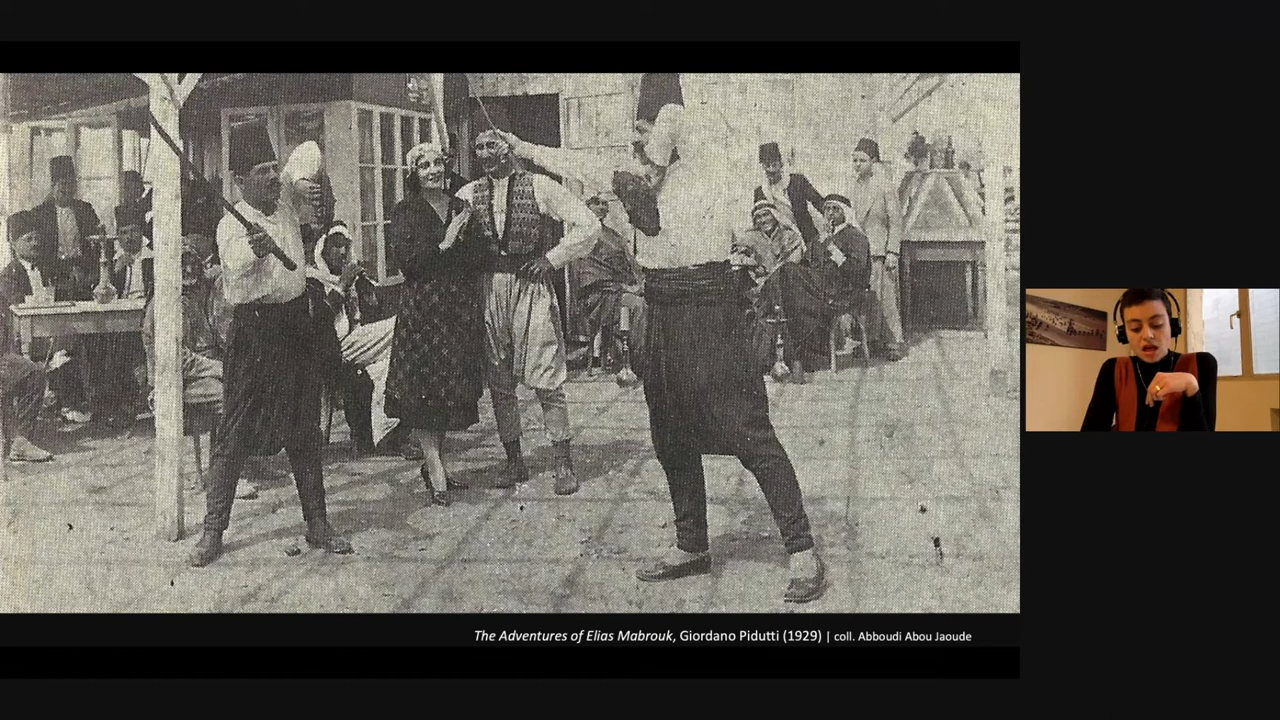 The Adventures of Elias Mabrouk, Giordano Pidutti (1929) | coll. Abboudi Abou Jaoude